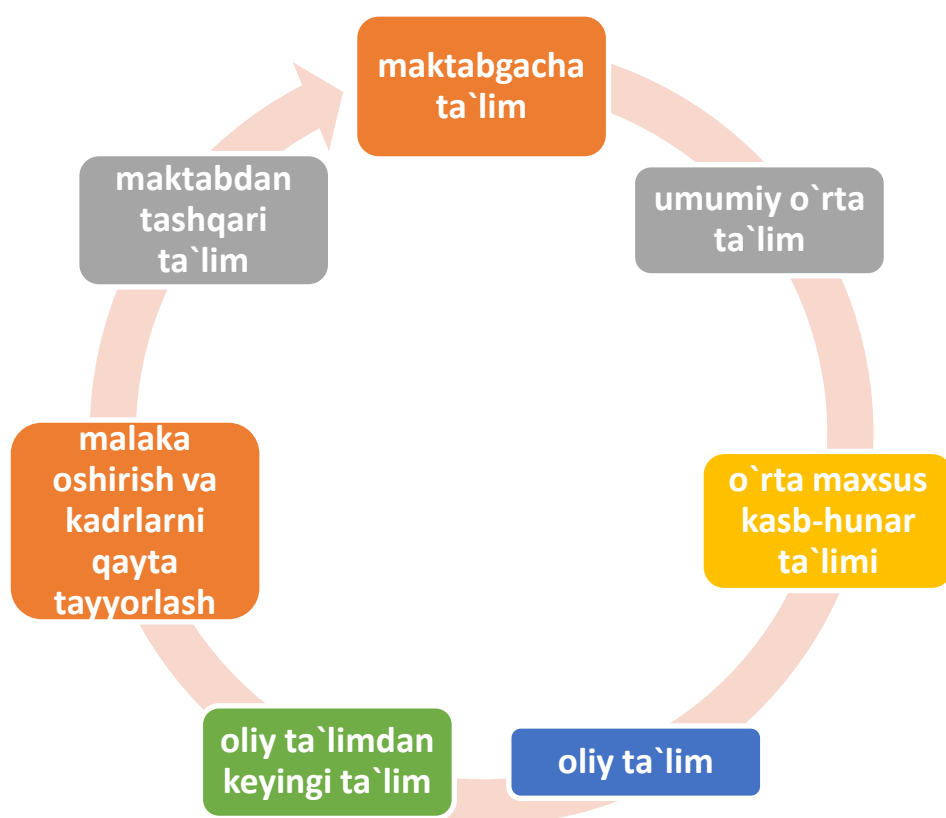 maktabgacha
ta`lim
umumiy o`rta
ta`lim
o`rta maxsus
kasb-hunar
ta`limi
oliy ta`lim
oliy ta`limdan
keyingi ta`lim
malaka
oshirish va
kadrlarni
qayta
tayyorlash
maktabdan
tashqari
ta`lim